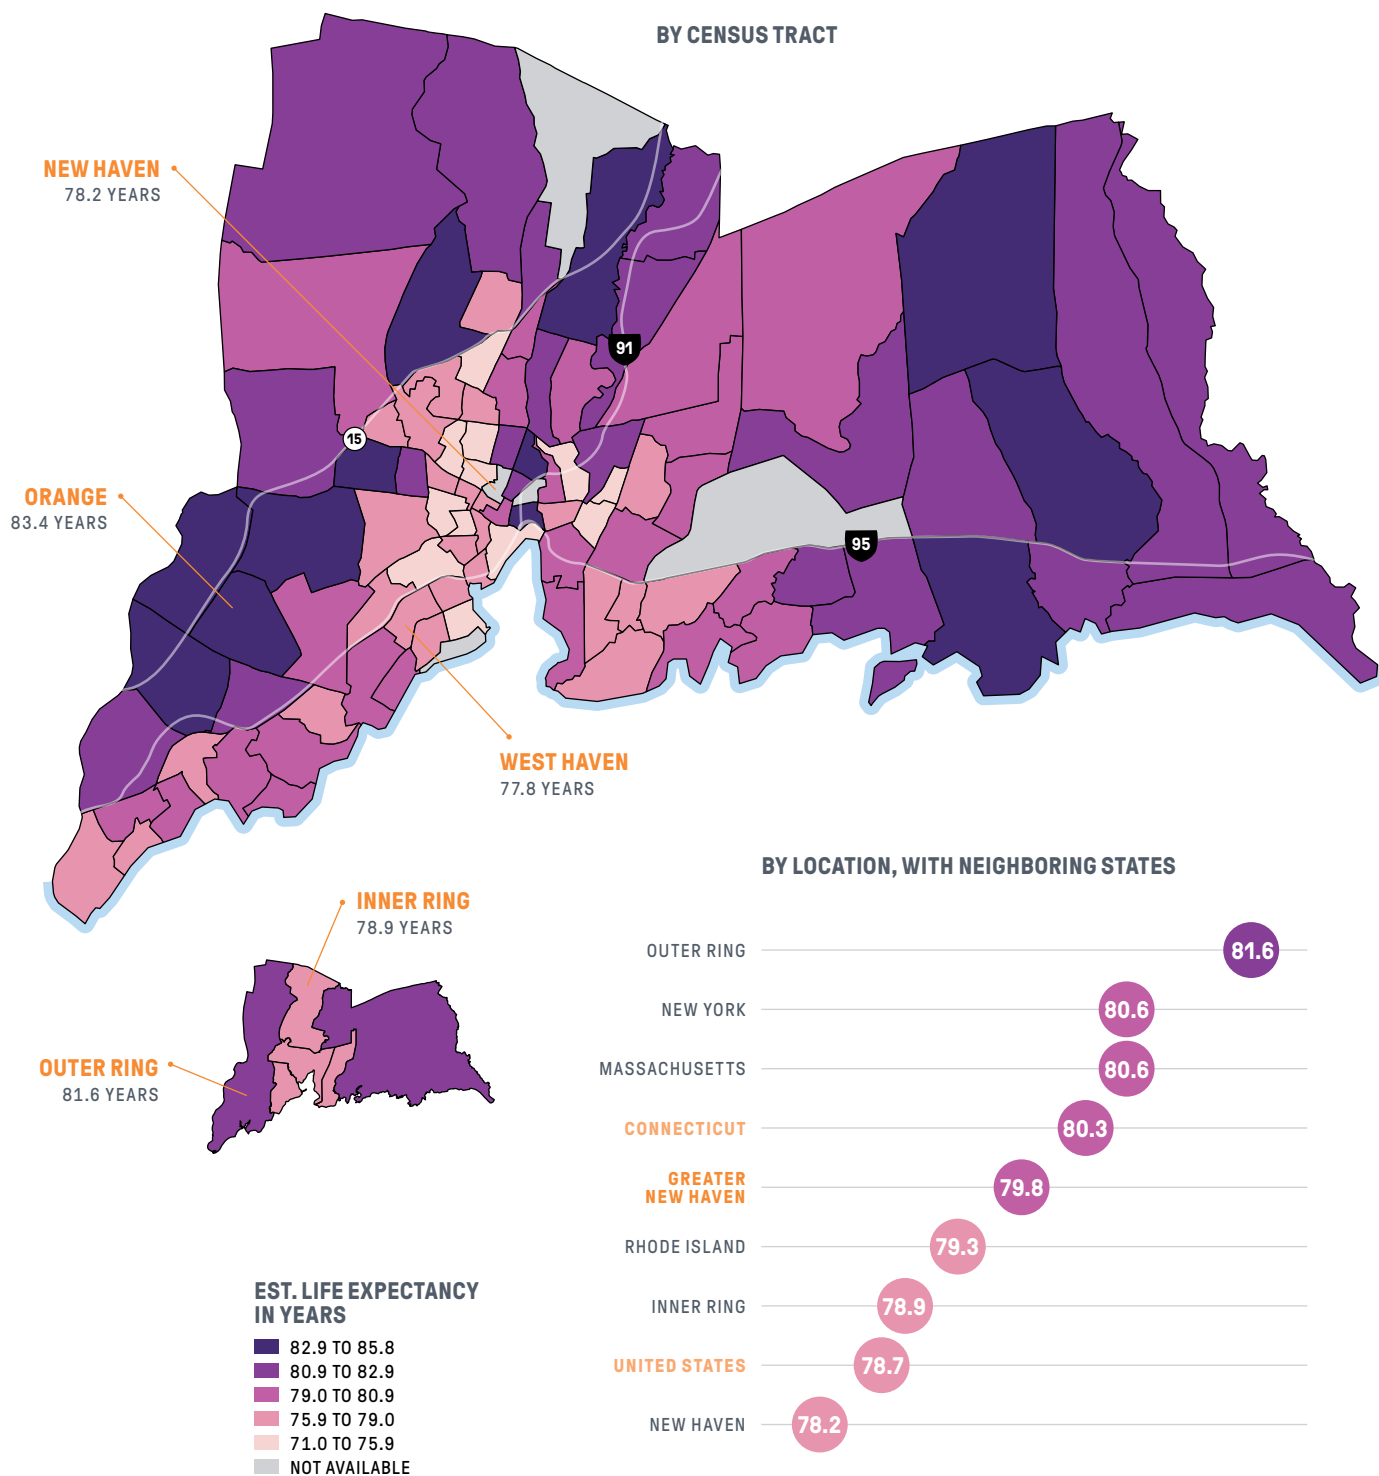 BY CENSUS TRACT
NEW HAVEN
78.2 YEARS
91
15
ORANGE
83.4 YEARS
95
WEST HAVEN
77.8 YEARS
INNER RING
78.9 YEARS
OUTER RING
81.6 YEARS
BY LOCATION, WITH NEIGHBORING STATES
OUTER RING 81.6
NEW YORK 80.6
MASSACHUSETTS 80.6
CONNECTICUT 80.3
GREATER
NEW HAVEN 79.8
RHODE ISLAND 79.3
INNER RING 78.9
UNITED STATES 78.7
NEW HAVEN 78.2
EST. LIFE EXPECTANCY
IN YEARS
82.9 TO 85.8
80.9 TO 82.9
79.0 TO 80.9
75.9 TO 79.0
71.0 TO 75.9
NOT AVAILABLE